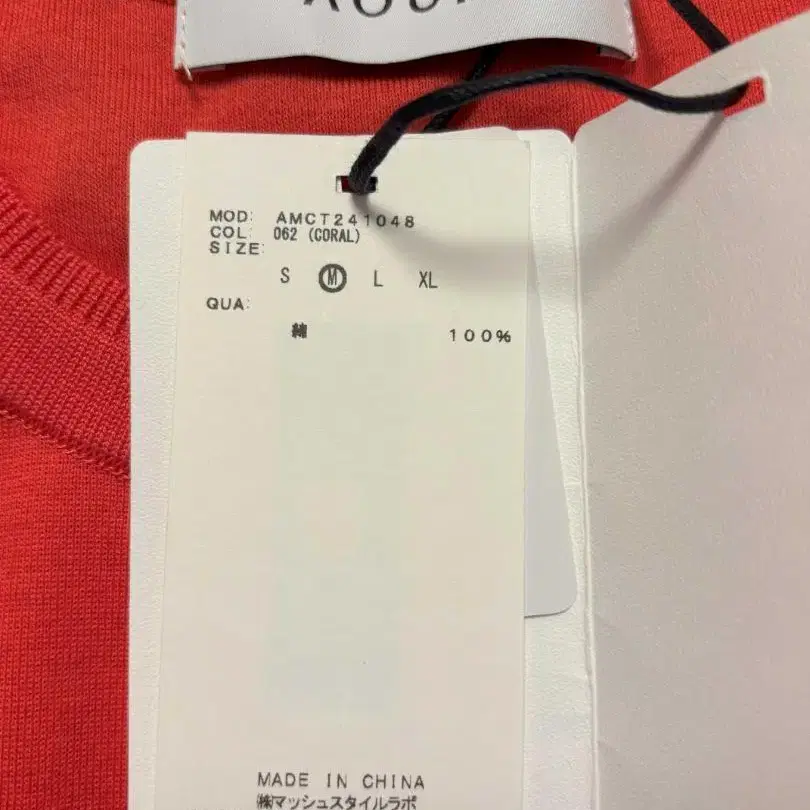 MOD: AMCT241048
COL: 062 (CORAL)
SIZE:
S M L XL
QUA:
綿 100%
MADE IN CHINA
㈱マッシュスタイルラボ